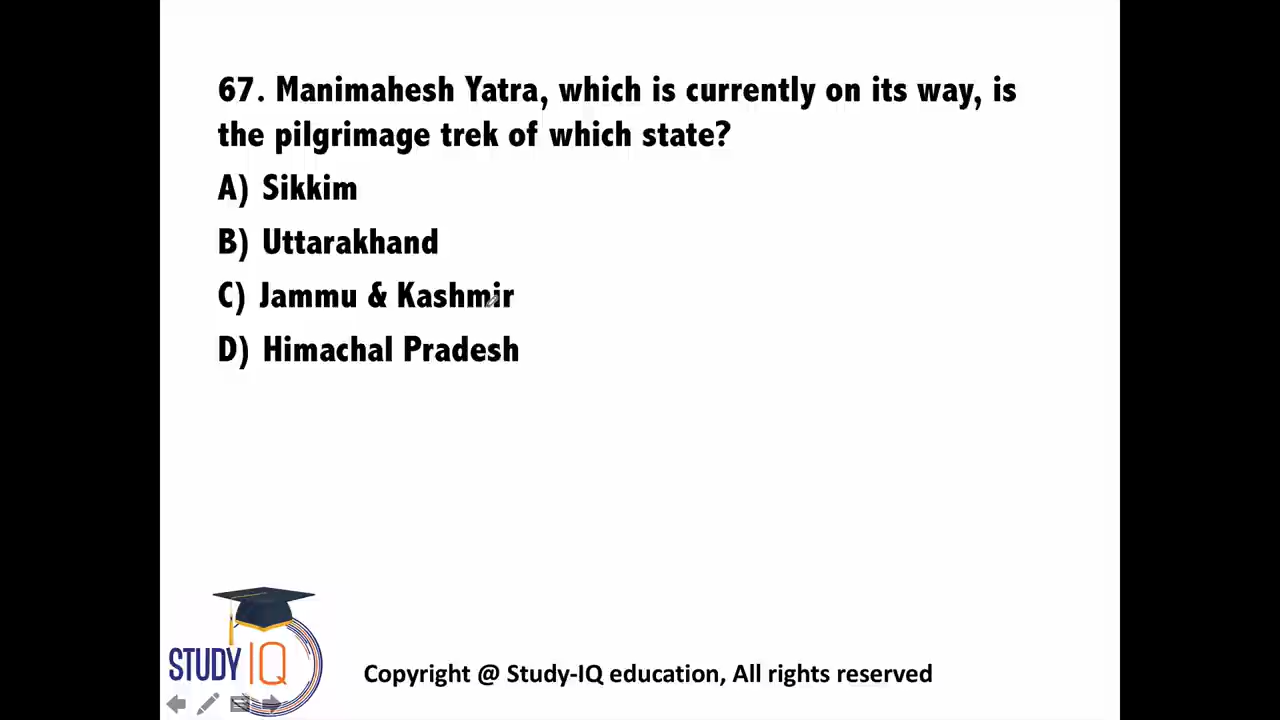 67. Manimahesh Yatra, which is currently on its way, is
the pilgrimage trek of which state?
A) Sikkim
B) Uttarakhand
C) Jammu & Kashmir
D) Himachal Pradesh
STUDY IQ
Copyright @ Study-IQ education, All rights reserved